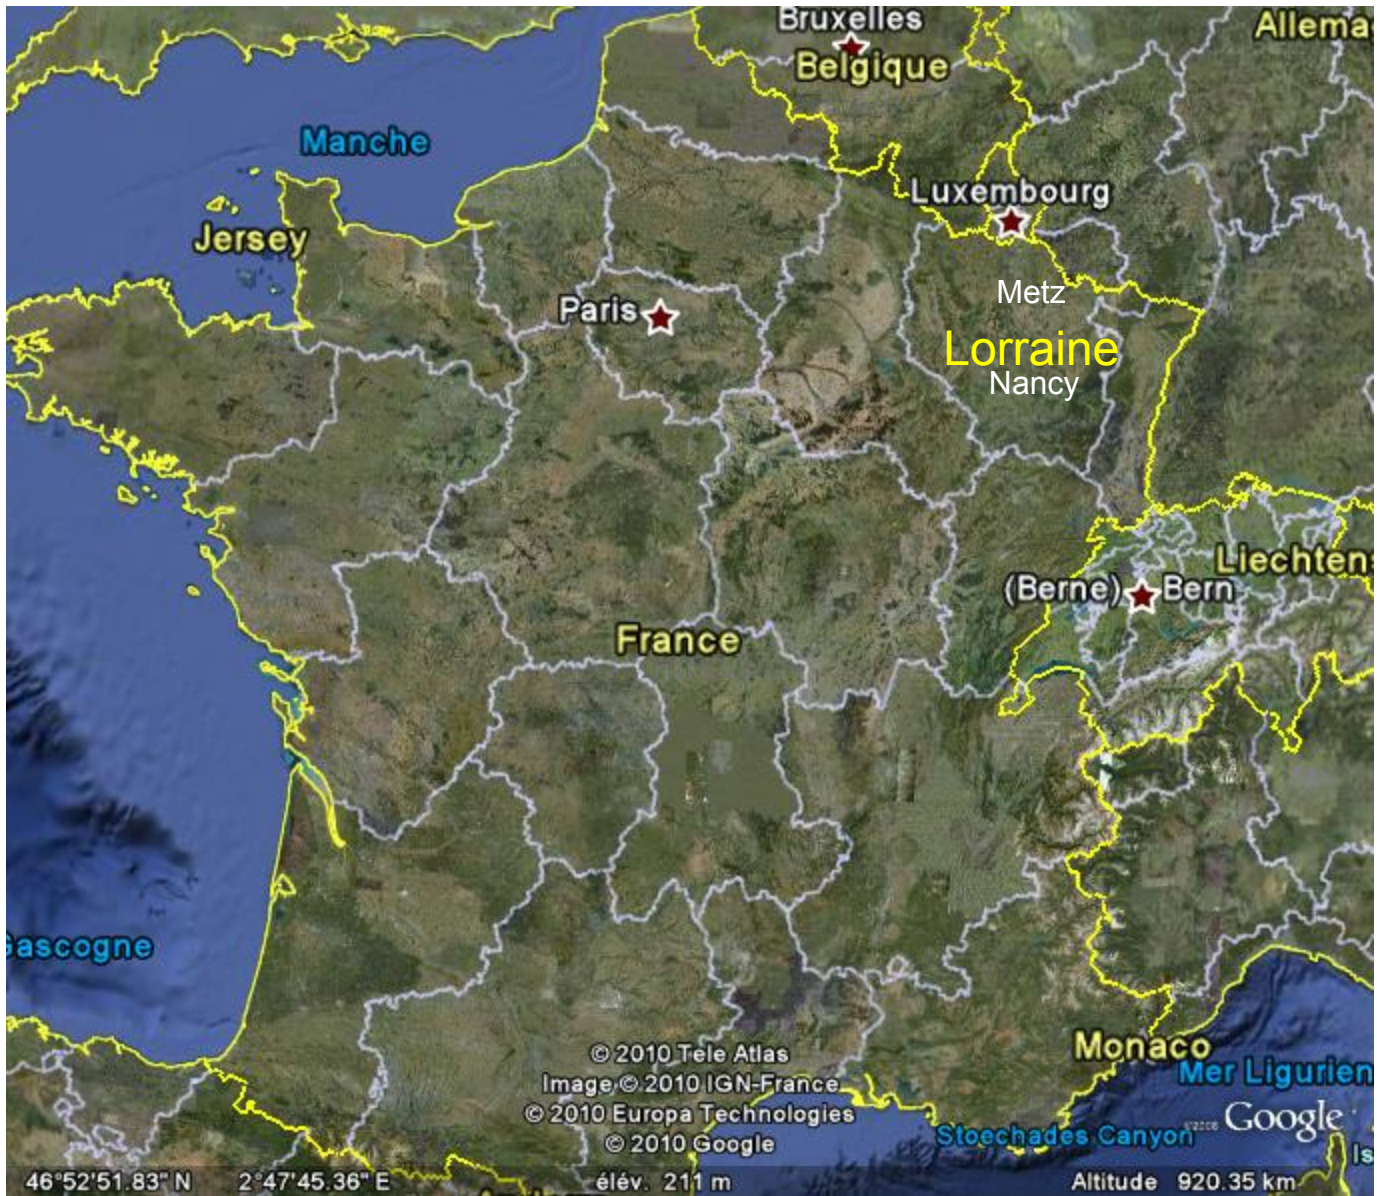 Bruxelles
Belgique
Allema
Manche
Luxembourg
Jersey
Metz
Paris
Lorraine
Nancy
Liechtens
(Berne) Bern
France
Gascogne
Monaco
Mer Ligurien
© 2010 Tele Atlas
Image © 2010 IGN-France
© 2010 Europa Technologies
© 2010 Google
Stoechades Canyon
Google
Is
46°52'51.83" N 2°47'45.36" E élév. 211 m Altitude 920.35 km